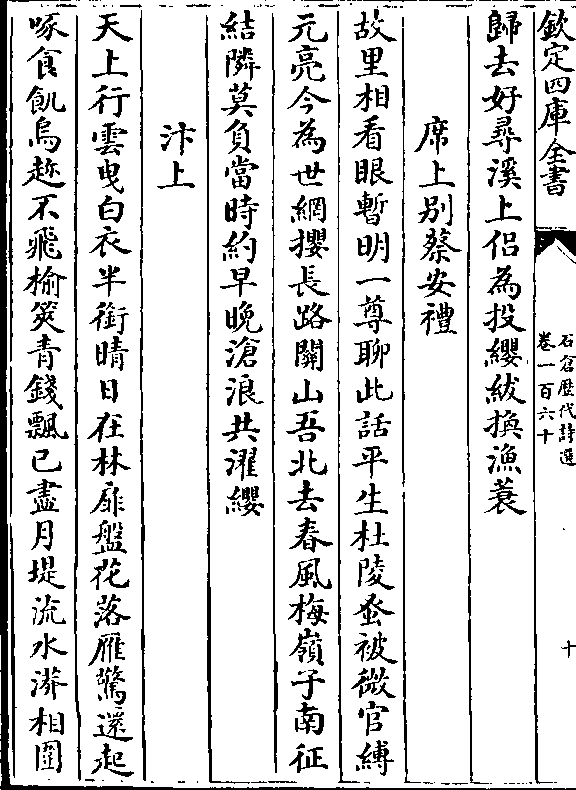 欽定四庫全書
石倉歴代詩選
卷一百六十
十
歸去好尋溪上侶為投纓紱換漁蓑
席上别蔡安禮
故里相看眼暫明一尊聊此話平生杜陵蚤被微官縛
元亮今為世網攖長路關山吾北去春風梅嶺子南征
結隣莫負當時約早晩滄浪共濯纓
汴上
天上行雲曳白衣半銜晴日在林扉盤花落雁驚還起
啄食飢烏趂不飛榆筴青錢飄已盡月堤流水漭相圍